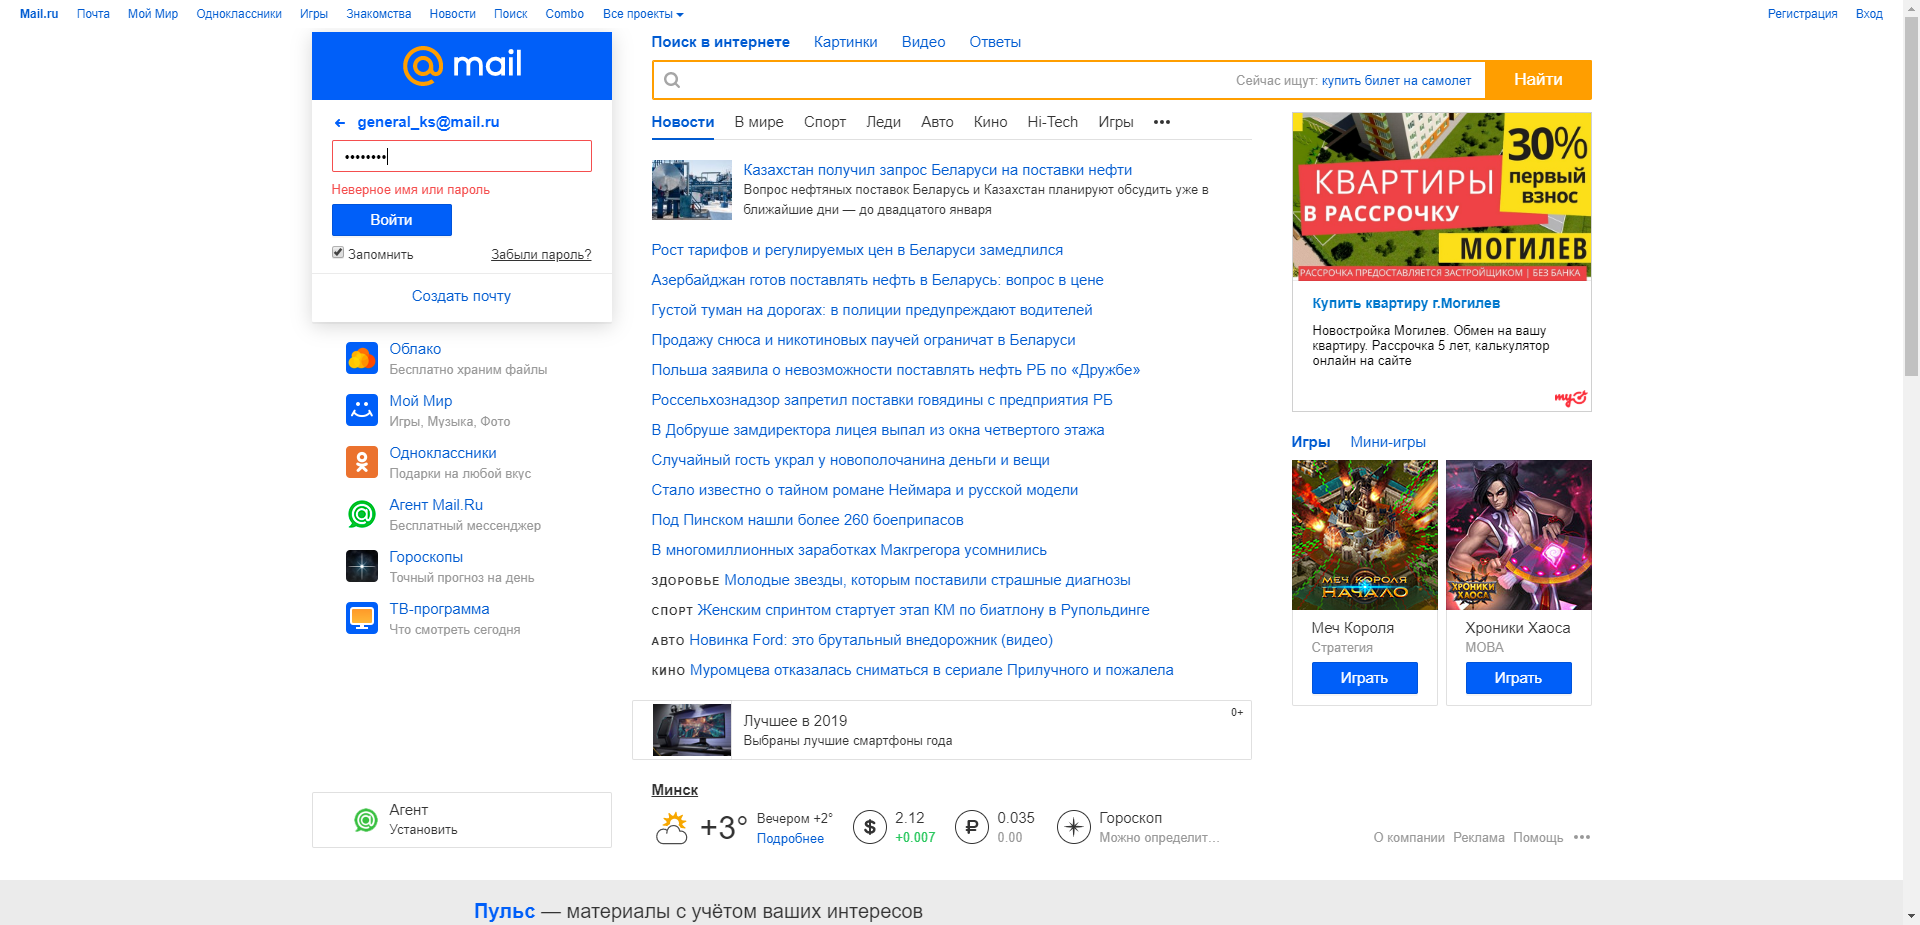 Mail.ru Почта Мой Мир Одноклассники Игры Знакомства Новости Поиск Combo Все проекты Регистрация Вход
@mail
general_ks@mail.ru
••••••••
Неверное имя или пароль
Войти
Запомнить Забыли пароль?
Создать почту
Облако
Бесплатно храним файлы
Мой Мир
Игры, Музыка, Фото
Одноклассники
Подарки на любой вкус
Агент Mail.Ru
Бесплатный мессенджер
Гороскопы
Точный прогноз на день
ТВ-программа
Что смотреть сегодня
Агент
Установить
Поиск в интернете Картинки Видео Ответы
Сейчас ищут: купить билет на самолет Найти
Новости В мире Спорт Леди Авто Кино Hi-Tech Игры •••
Казахстан получил запрос Беларуси на поставки нефти
Вопрос нефтяных поставок Беларусь и Казахстан планируют обсудить уже в
ближайшие дни — до двадцатого января
Рост тарифов и регулируемых цен в Беларуси замедлился
Азербайджан готов поставлять нефть в Беларусь: вопрос в цене
Густой туман на дорогах: в полиции предупреждают водителей
Продажу снюса и никотиновых паучей ограничат в Беларуси
Польша заявила о невозможности поставлять нефть РБ по «Дружбе»
Россельхознадзор запретил поставки говядины с предприятия РБ
В Добруше замдиректора лицея выпал из окна четвертого этажа
Случайный гость украл у новополочанина деньги и вещи
Стало известно о тайном романе Неймара и русской модели
Под Пинском нашли более 260 боеприпасов
В многомиллионных заработках Макгрегора усомнились
ЗДОРОВЬЕ Молодые звезды, которым поставили страшные диагнозы
СПОРТ Женским спринтом стартует этап КМ по биатлону в Рупольдинге
АВТО Новинка Ford: это брутальный внедорожник (видео)
КИНО Муромцева отказалась сниматься в сериале Прилучного и пожалела
Лучшее в 2019 0+
Выбраны лучшие смартфоны года
Минск
+3° Вечером +2° $ 2.12 ₽ 0.035 Гороскоп
Подробнее +0.007 0.00 Можно определит...
30%
первый
взнос
КВАРТИРЫ
В РАССРОЧКУ
МОГИЛЕВ
РАССРОЧКА ПРЕДОСТАВЛЯЕТСЯ ЗАСТРОЙЩИКОМ | БЕЗ БАНКА
Купить квартиру г.Могилев
Новостройка Могилев. Обмен на вашу
квартиру. Рассрочка 5 лет, калькулятор
онлайн на сайте
Игры Мини-игры
МЕЧ КОРОЛЯ
НАЧАЛО
ХРОНИКИ
ХАОСА
Меч Короля Хроники Хаоса
Стратегия MOBA
Играть Играть
О компании Реклама Помощь •••
Пульс — материалы с учётом ваших интересов